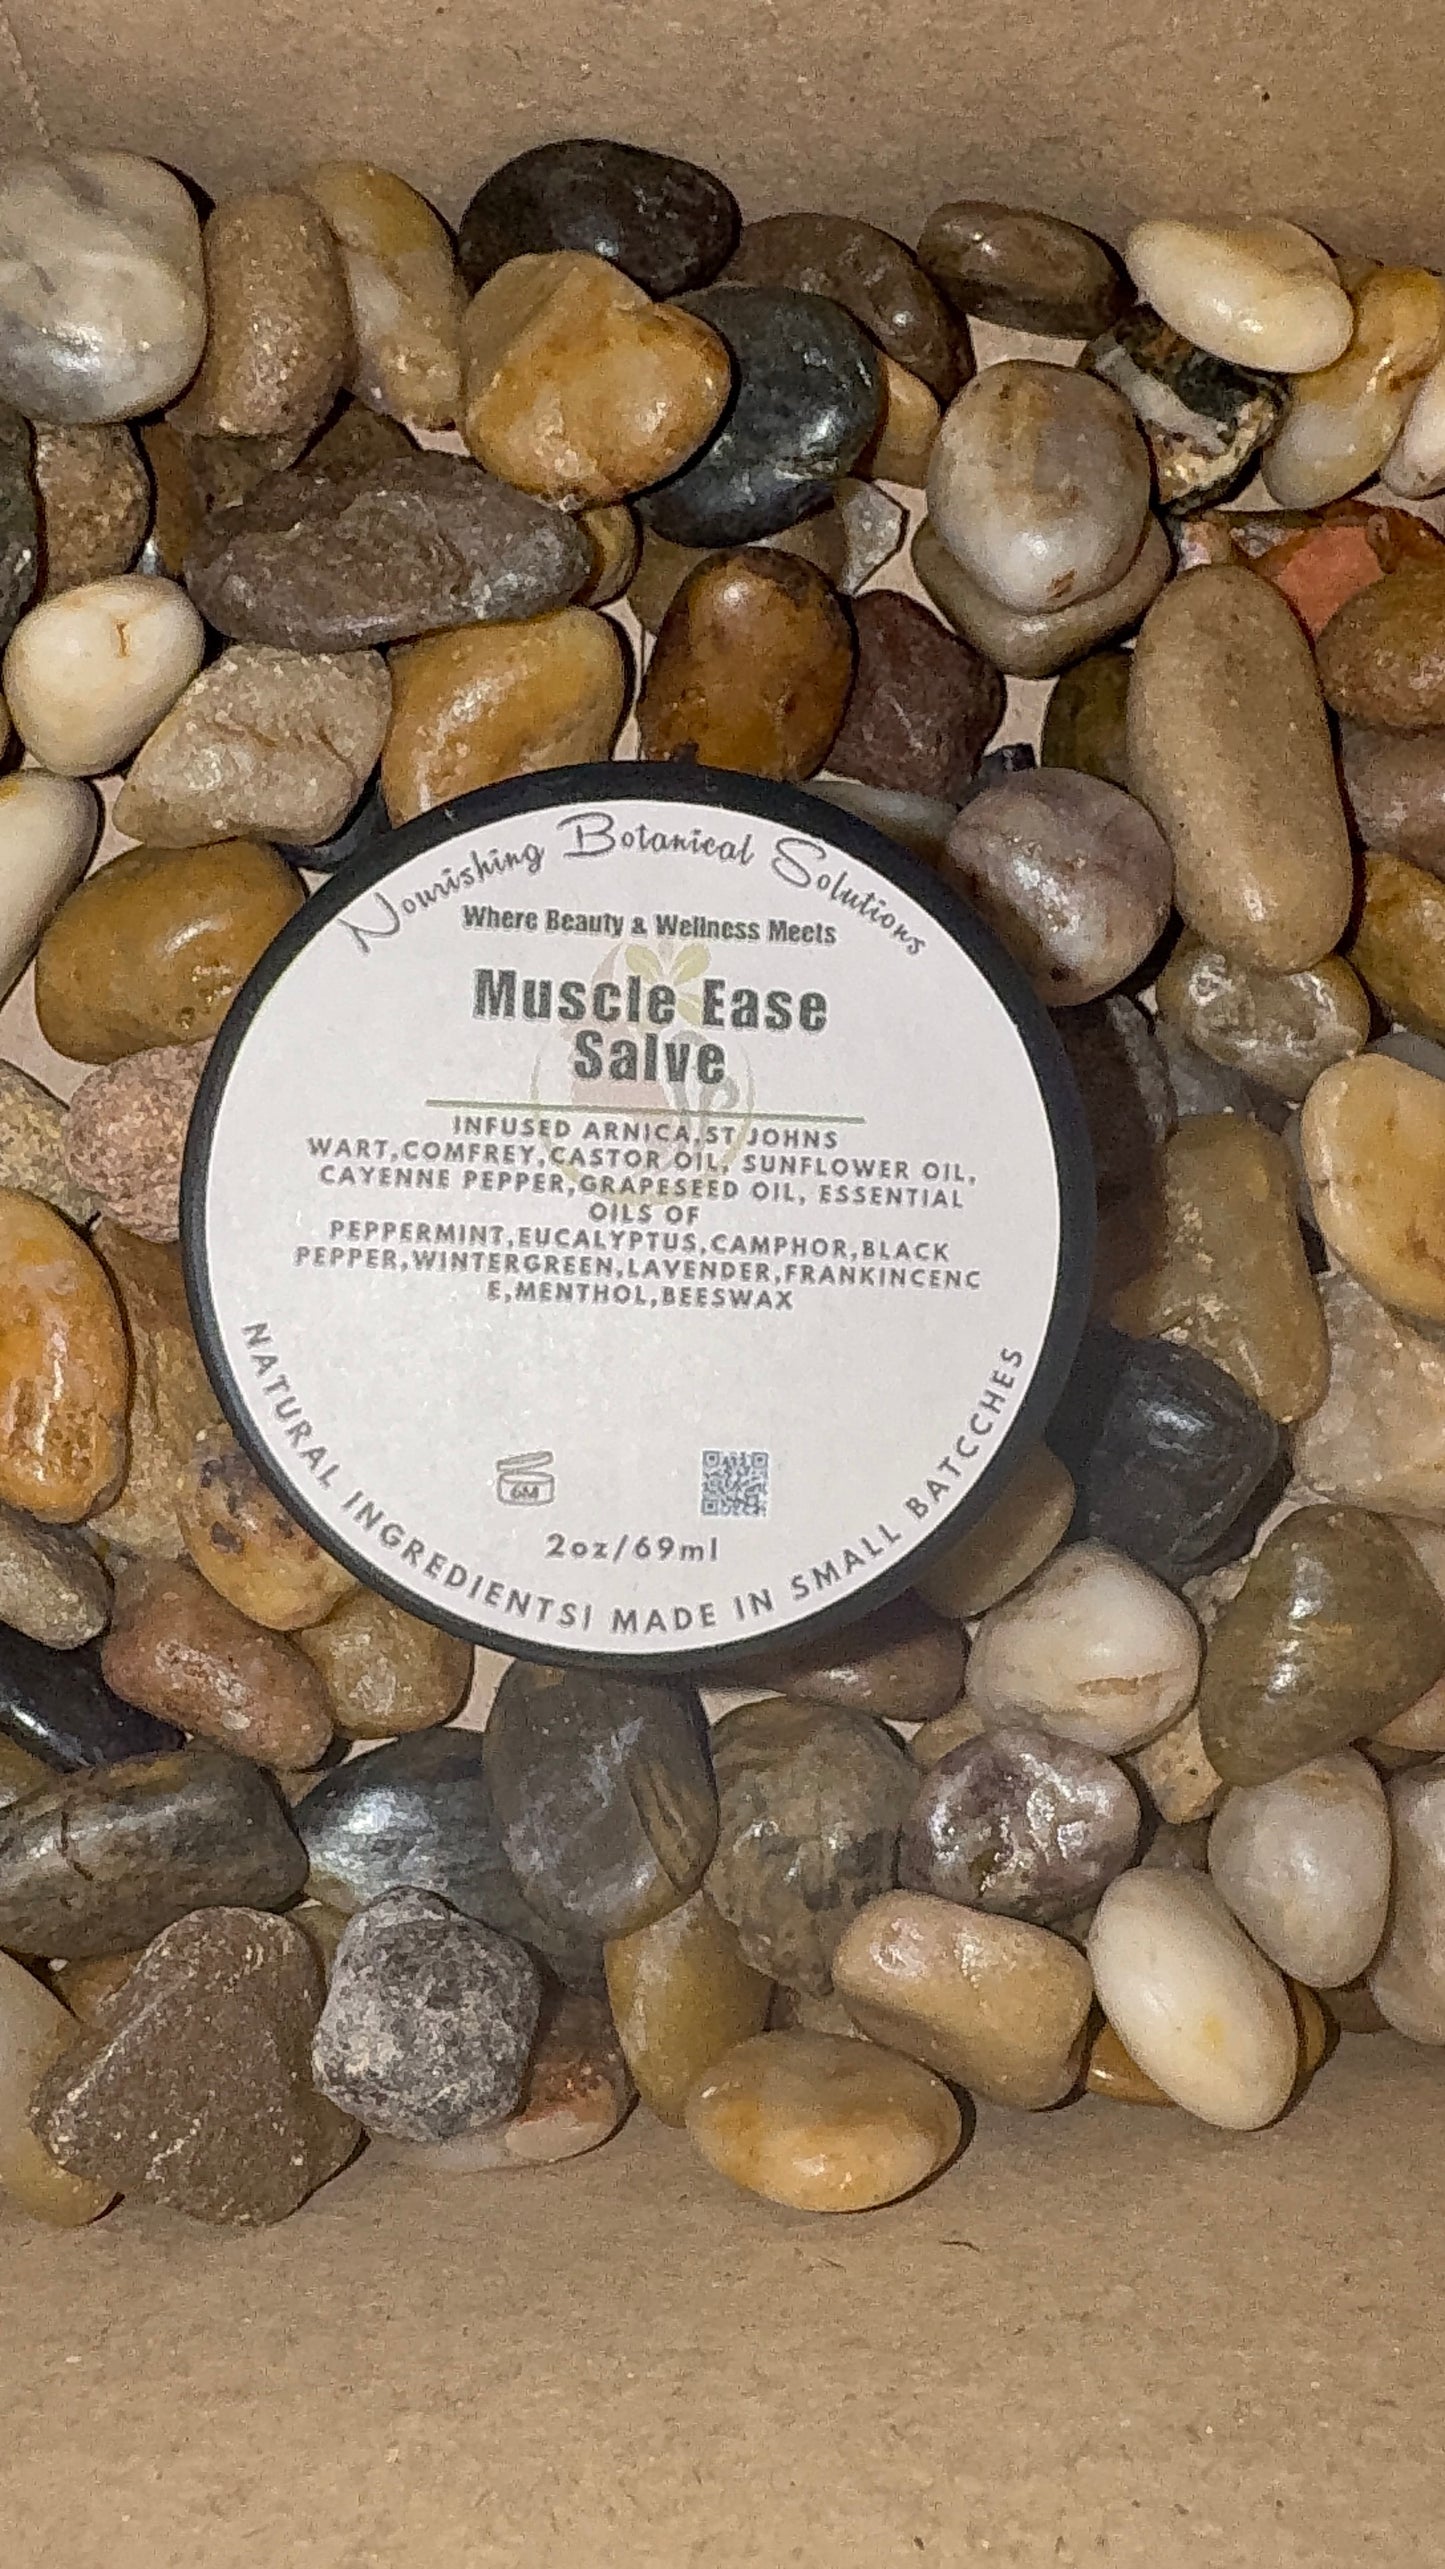 Nourishing Botanical Solutions
Where Beauty & Wellness Meets
Muscle Ease
Salve
INFUSED ARNICA,ST JOHNS
WART,COMFREY,CASTOR OIL, SUNFLOWER OIL,
CAYENNE PEPPER,GRAPESEED OIL, ESSENTIAL
OILS OF
PEPPERMINT,EUCALYPTUS,CAMPHOR,BLACK
PEPPER,WINTERGREEN,LAVENDER,FRANKINCENC
E,MENTHOL,BEESWAX
6M
2oz/69ml
NATURAL INGREDIENTS| MADE IN SMALL BATCCHES